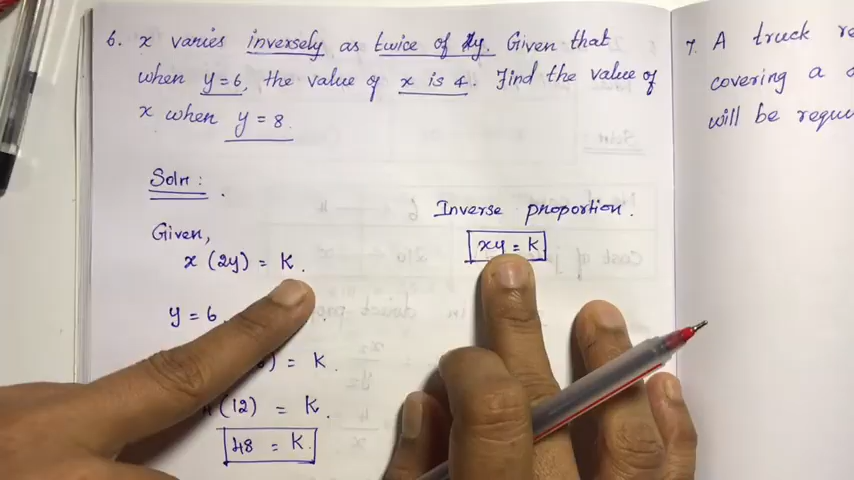 6. x varies inversely as twice of y. Given that
when y=6, the value of x is 4. Find the value of
x when y = 8.
Soln :
Given,
x (2y) = K.
y = 6
) = K.
(12) = K.
48 = K.
Inverse proportion.
xy = K
7. A truck
covering a
will be